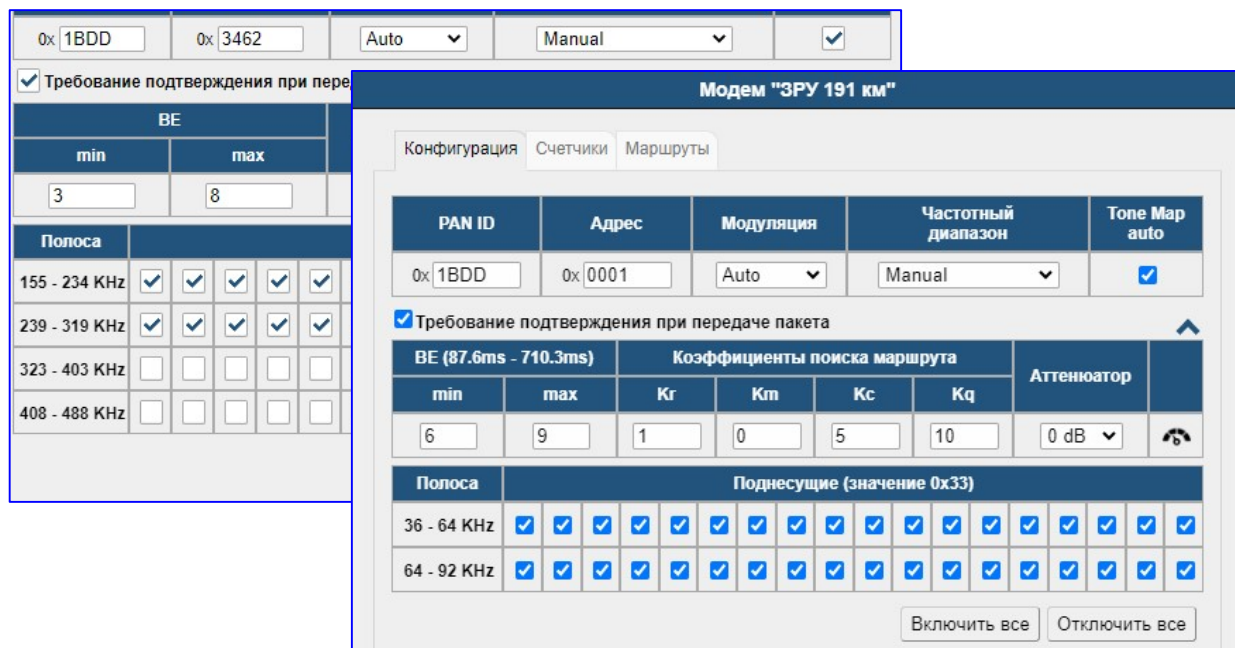 0x 1BDD 0x 3462 Auto Manual
Требование подтверждения при пере
BE
min max
3 8
Полоса
155 - 234 KHz
239 - 319 KHz
323 - 403 KHz
408 - 488 KHz
Модем "ЗРУ 191 км"
Конфигурация Счетчики Маршруты
PAN ID Адрес Модуляция Частотный диапазон Tone Map auto
0x 1BDD 0x 0001 Auto Manual
Требование подтверждения при передаче пакета
BE (87.6ms - 710.3ms) Коэффициенты поиска маршрута Аттенюатор
min max Kr Km Kc Kq
6 9 1 0 5 10 0 dB
Полоса Поднесущие (значение 0x33)
36 - 64 KHz
64 - 92 KHz
Включить все Отключить все